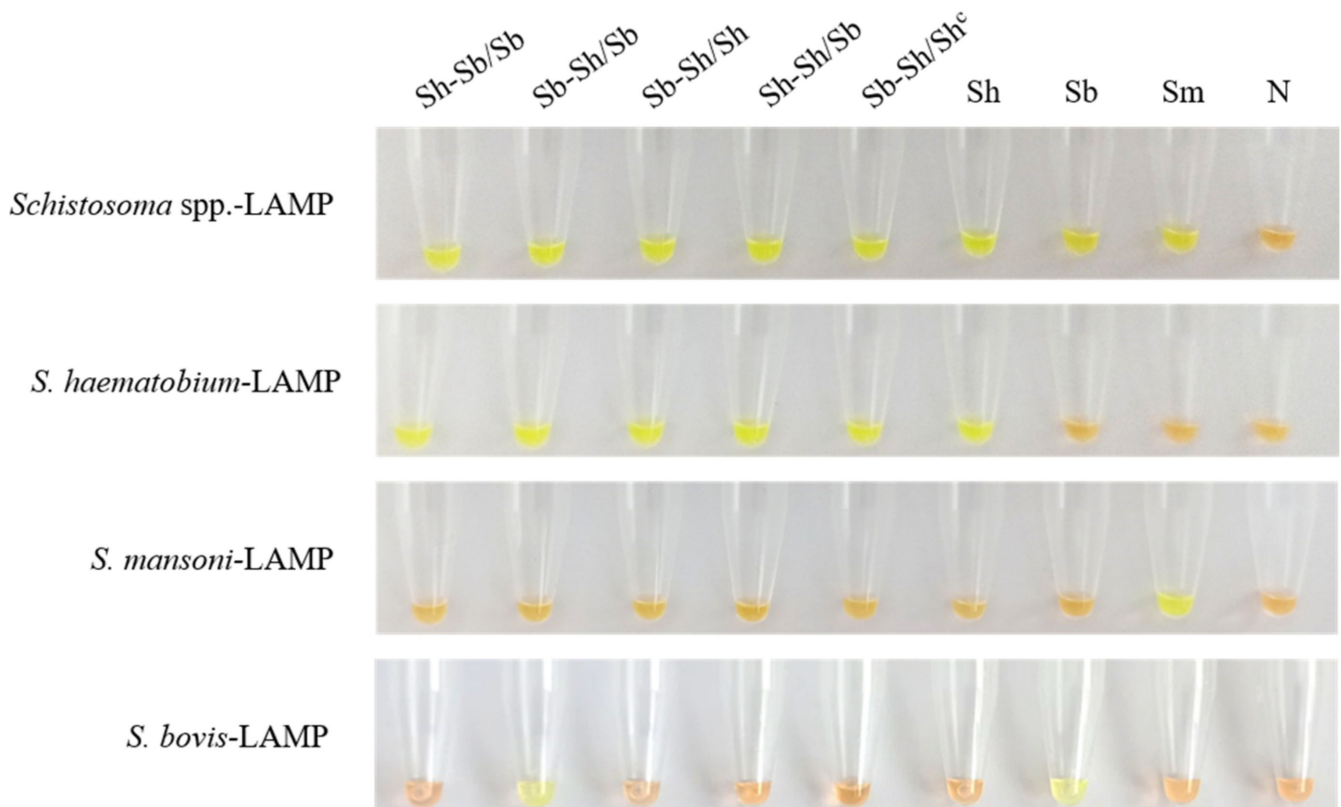 Sh-Sb/Sb Sb-Sh/Sb Sb-Sh/Sh Sh-Sh/Sb Sb-Sh/Shᶜ Sh Sb Sm N
Schistosoma spp.-LAMP
S. haematobium-LAMP
S. mansoni-LAMP
S. bovis-LAMP